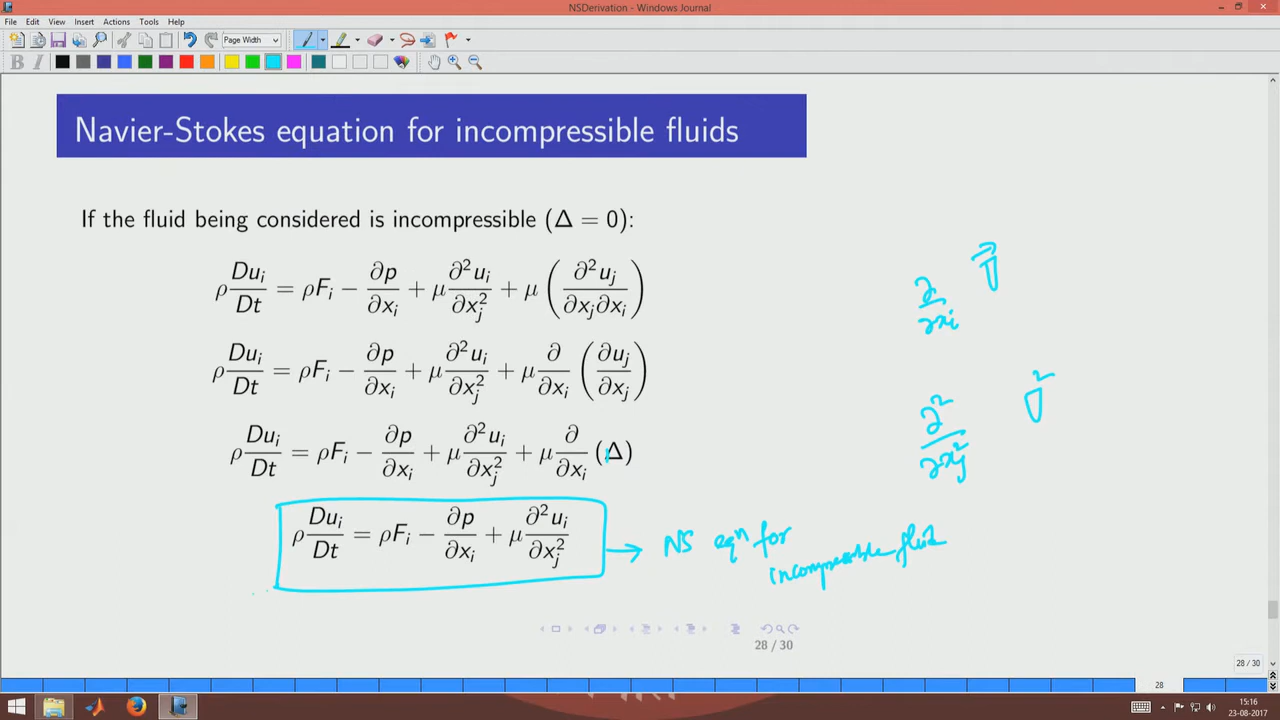 NSDerivation - Windows Journal
File Edit View Insert Actions Tools Help
Page Width
B I
Navier-Stokes equation for incompressible fluids
If the fluid being considered is incompressible (Δ = 0):
ρ Du_i/Dt = ρF_i − ∂p/∂x_i + μ ∂²u_i/∂x_j² + μ (∂²u_j/∂x_j∂x_i)
ρ Du_i/Dt = ρF_i − ∂p/∂x_i + μ ∂²u_i/∂x_j² + μ ∂/∂x_i (∂u_j/∂x_j)
ρ Du_i/Dt = ρF_i − ∂p/∂x_i + μ ∂²u_i/∂x_j² + μ ∂/∂x_i (Δ)
ρ Du_i/Dt = ρF_i − ∂p/∂x_i + μ ∂²u_i/∂x_j²
→ NS eqⁿ for
incompressible fluid
∂/∂x_i ∇⃗
∂²/∂x_j² ∇²
28 / 30
28 / 30
28
15:16
23-08-2017